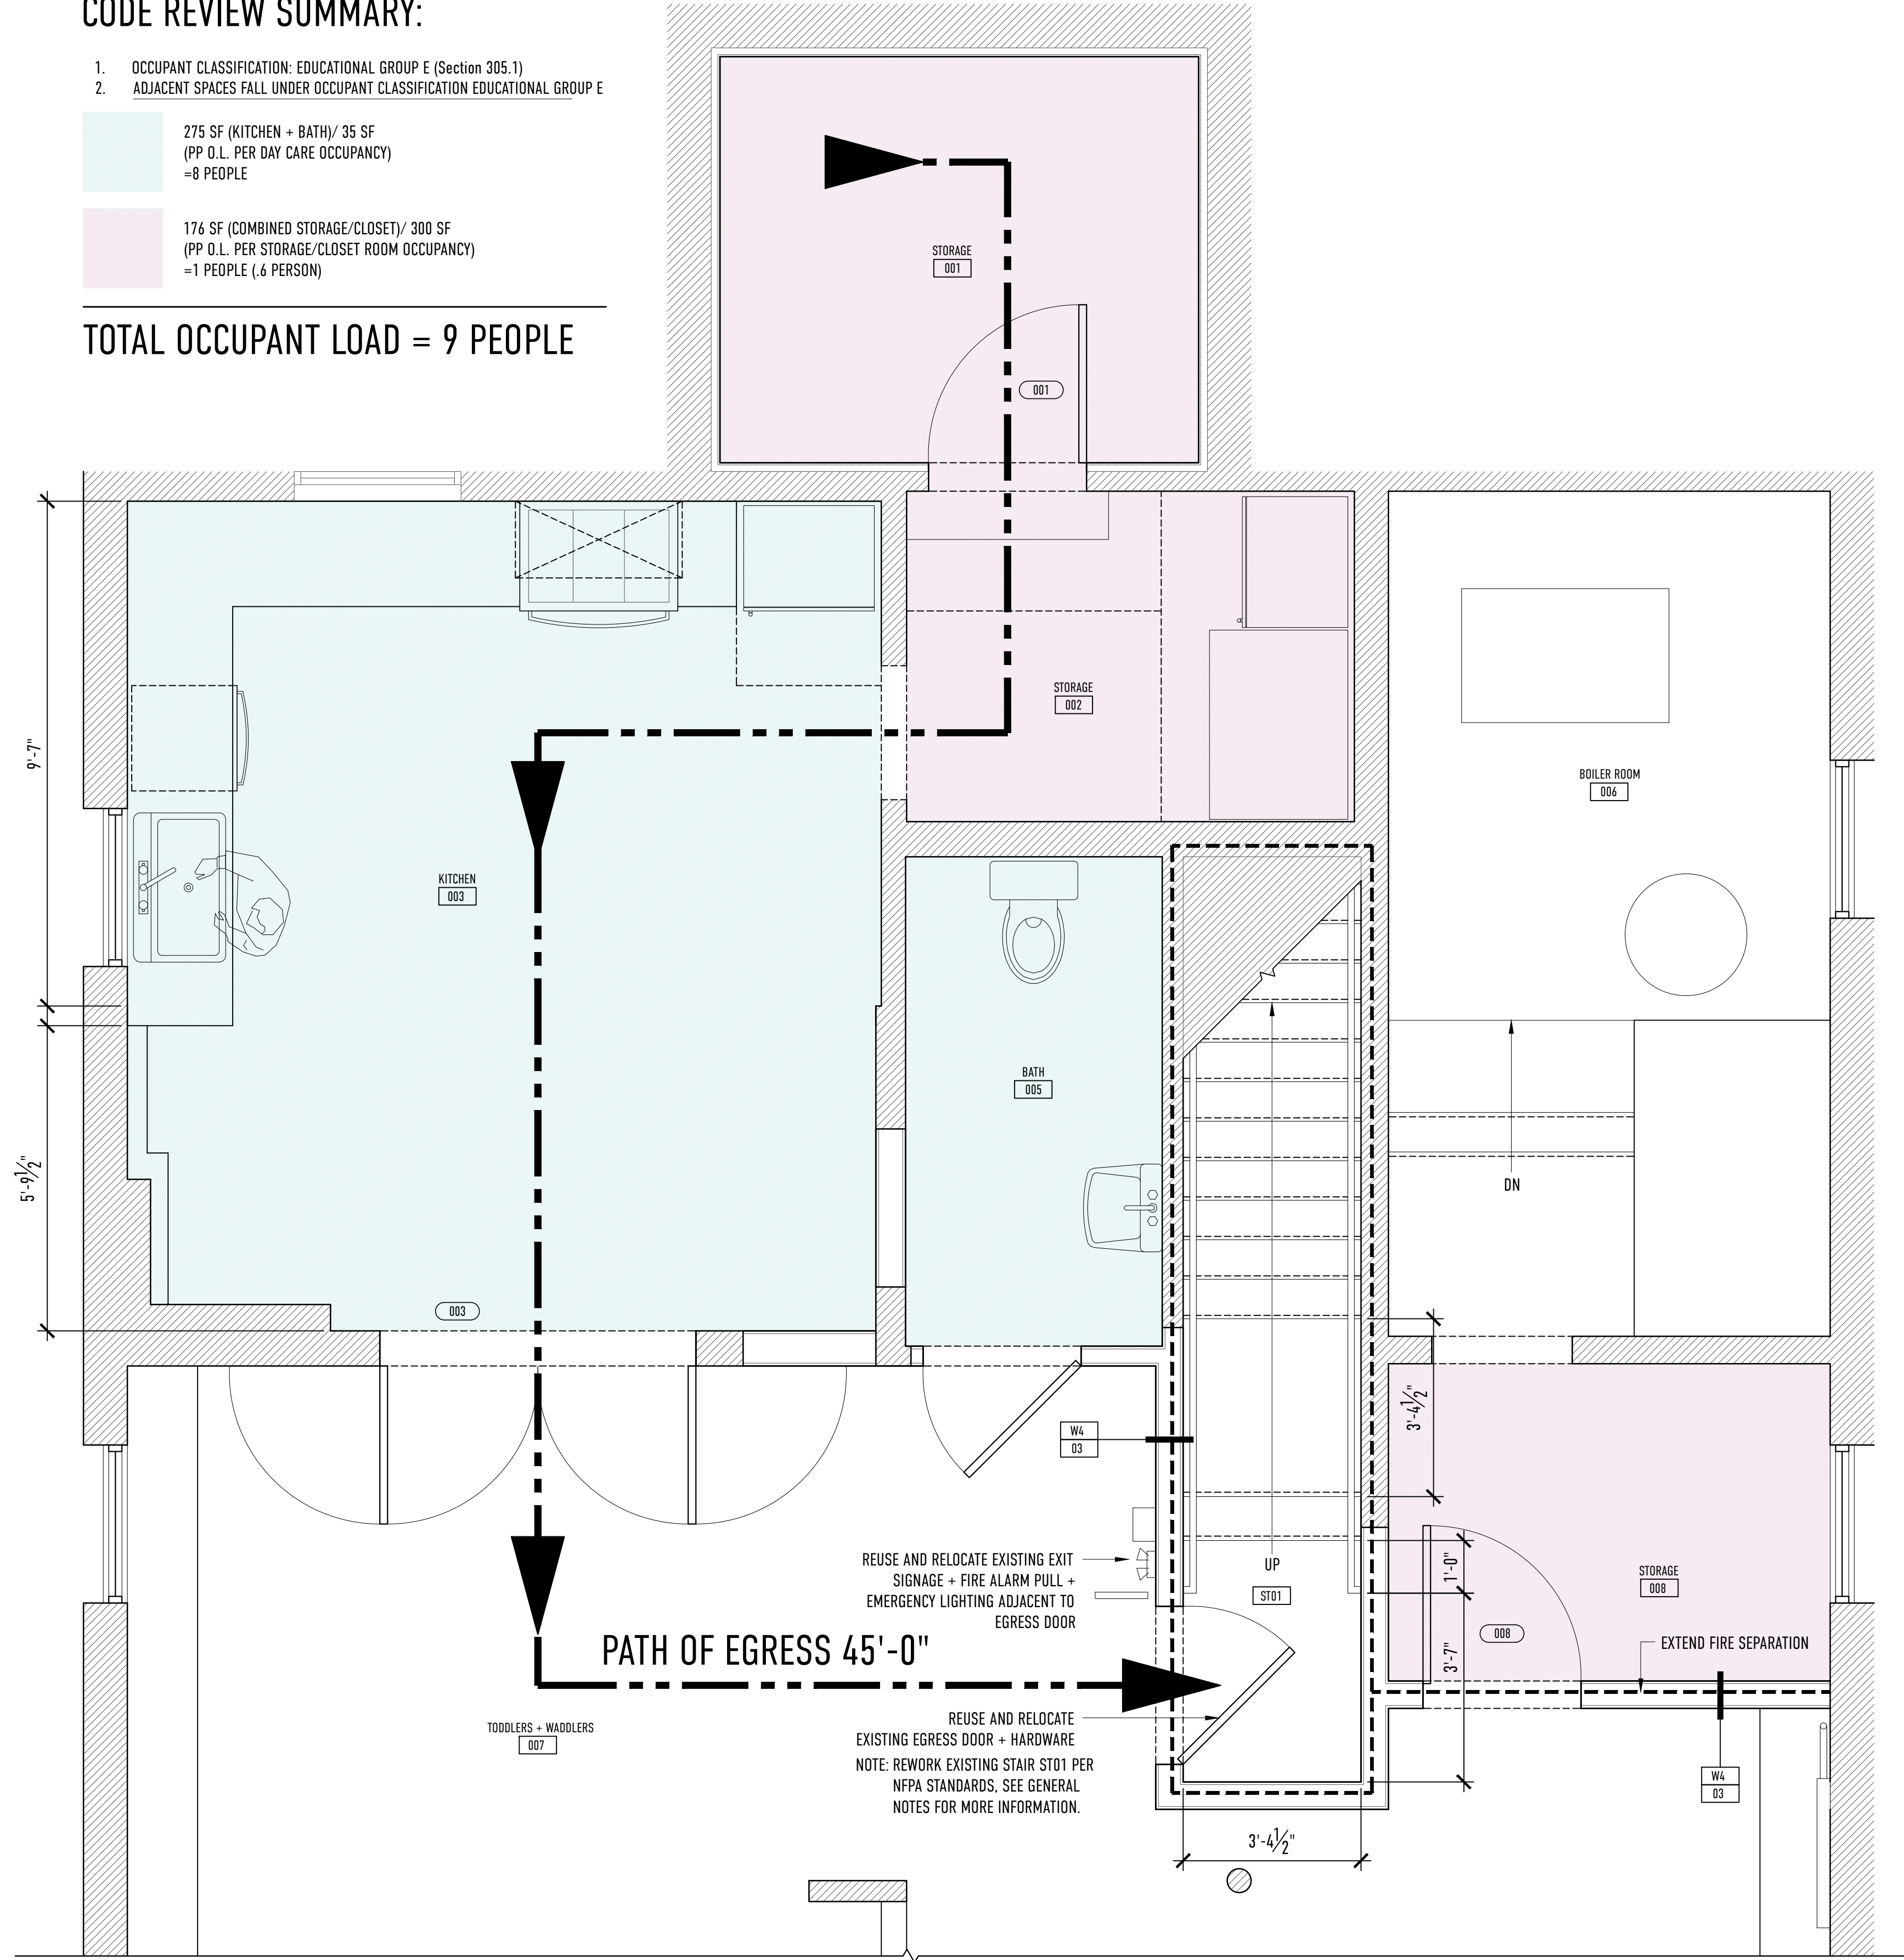 CODE REVIEW SUMMARY:
1. OCCUPANT CLASSIFICATION: EDUCATIONAL GROUP E (Section 305.1)
2. ADJACENT SPACES FALL UNDER OCCUPANT CLASSIFICATION EDUCATIONAL GROUP E
275 SF (KITCHEN + BATH)/ 35 SF
(PP O.L. PER DAY CARE OCCUPANCY)
=8 PEOPLE
176 SF (COMBINED STORAGE/CLOSET)/ 300 SF
(PP O.L. PER STORAGE/CLOSET ROOM OCCUPANCY)
=1 PEOPLE (.6 PERSON)
TOTAL OCCUPANT LOAD = 9 PEOPLE
STORAGE
001
001
STORAGE
002
9'-7"
BOILER ROOM
006
KITCHEN
003
BATH
005
5'-9 1/2"
DN
003
3'-4 1/2"
W4
03
REUSE AND RELOCATE EXISTING EXIT
SIGNAGE + FIRE ALARM PULL +
EMERGENCY LIGHTING ADJACENT TO
EGRESS DOOR
UP
ST01
1'-0"
STORAGE
008
008
3'-7"
EXTEND FIRE SEPARATION
PATH OF EGRESS 45'-0"
TODDLERS + WADDLERS
007
REUSE AND RELOCATE
EXISTING EGRESS DOOR + HARDWARE
NOTE: REWORK EXISTING STAIR ST01 PER
NFPA STANDARDS, SEE GENERAL
NOTES FOR MORE INFORMATION.
W4
03
3'-4 1/2"